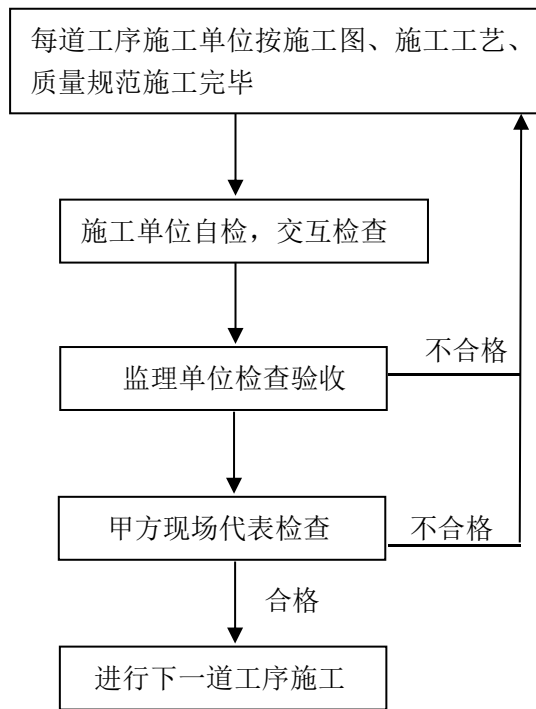 每道工序施工单位按施工图、施工工艺、
质量规范施工完毕
施工单位自检，交互检查
不合格
监理单位检查验收
甲方现场代表检查
不合格
合格
进行下一道工序施工